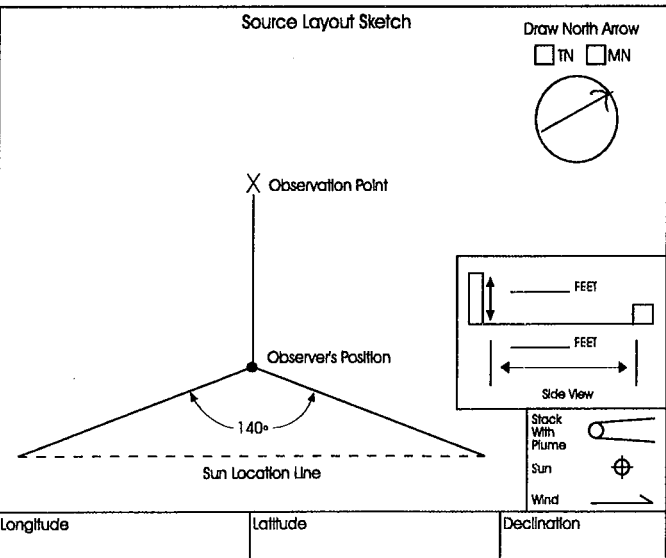 Source Layout Sketch
Draw North Arrow
TN MN
X Observation Point
FEET
Observer's Position
FEET
Side View
140°
Stack
With
Plume
Sun Location Line
Sun
Wind
Longitude
Latitude
Declination